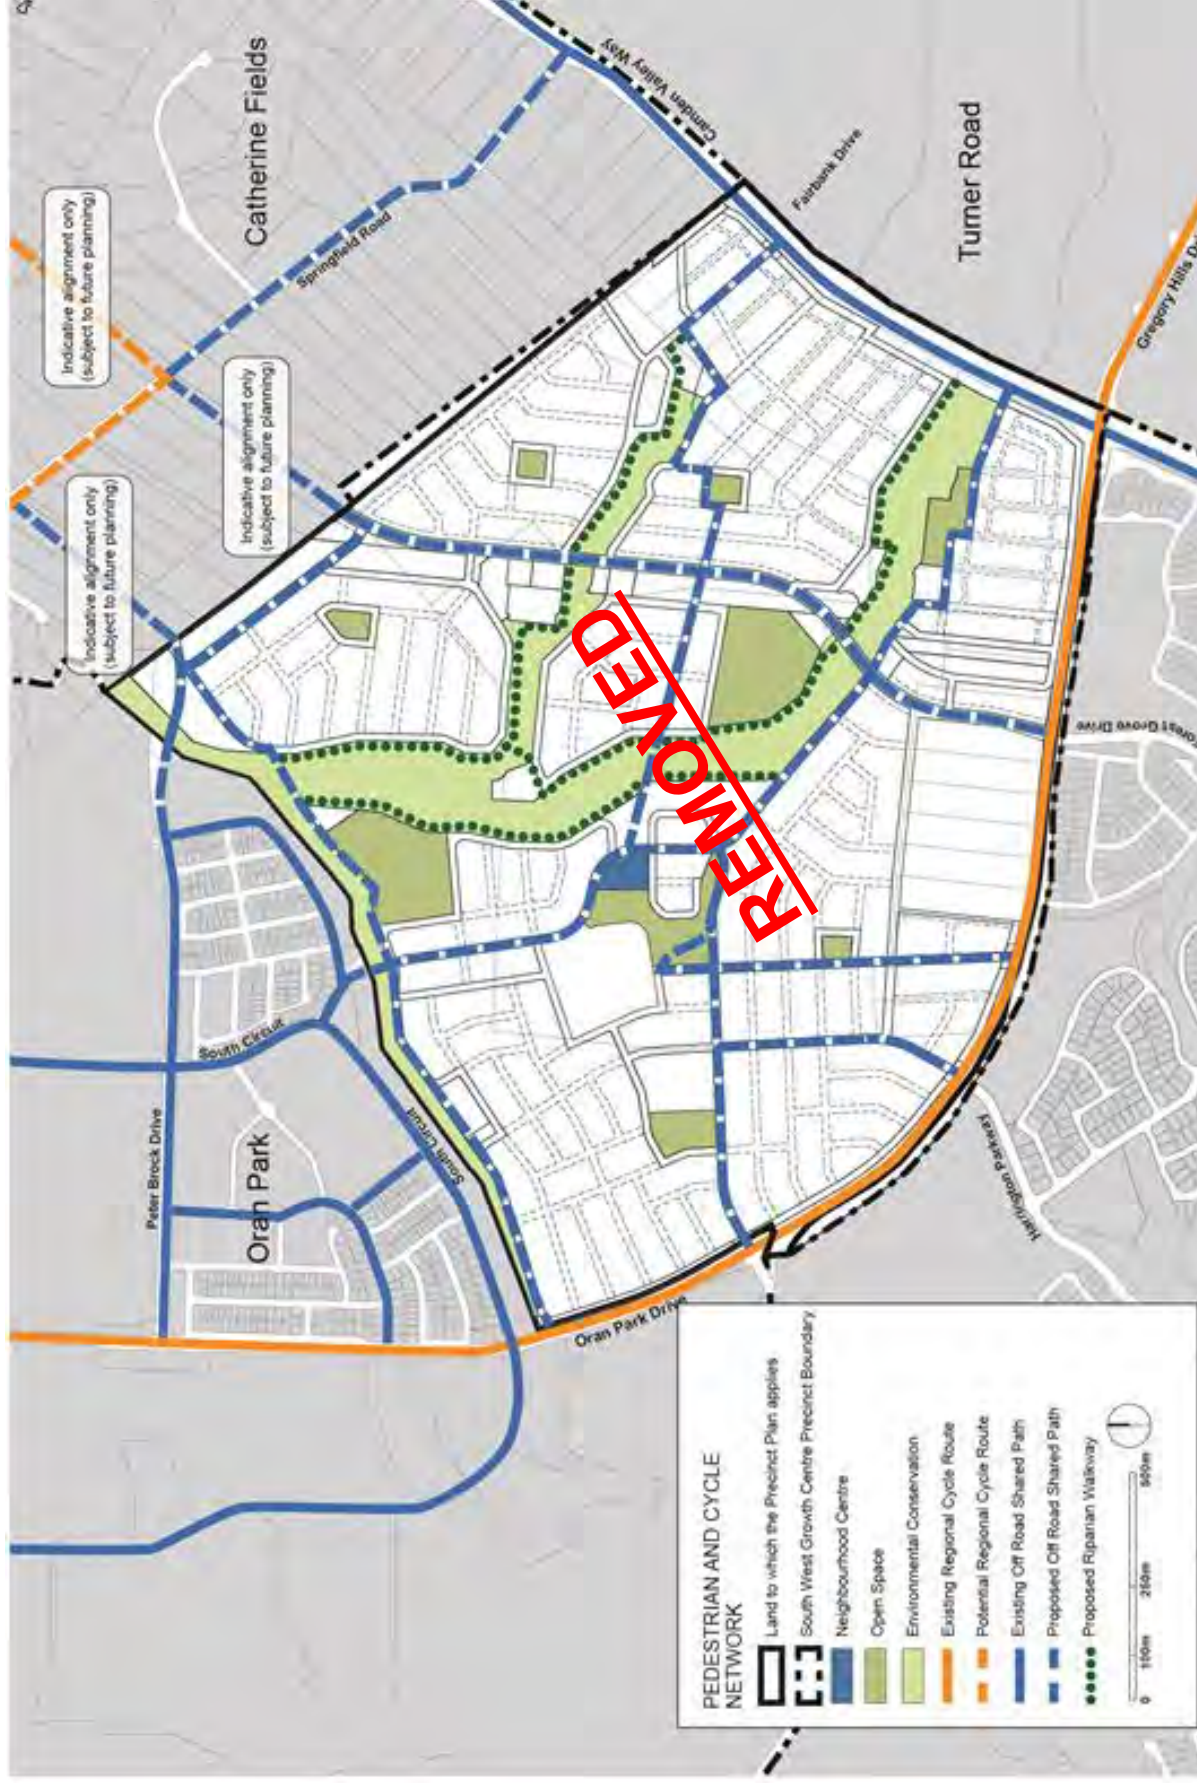 Catherine Fields
Indicative alignment only
(subject to future planning)
Indicative alignment only
(subject to future planning)
Indicative alignment only
(subject to future planning)
Springfield Road
Camden Valley Way
Fairbank Drive
Turner Road
Gregory Hills
Peter Brock Drive
Oran Park
South Circuit
South Circuit
REMOVED
Grove Drive
Harrington Parkway
Oran Park Drive
PEDESTRIAN AND CYCLE
NETWORK
Land to which the Precinct Plan applies
South West Growth Centre Precinct Boundary
Neighbourhood Centre
Open Space
Environmental Conservation
Existing Regional Cycle Route
Potential Regional Cycle Route
Existing Off Road Shared Path
Proposed Off Road Shared Path
Proposed Riparian Walkway
0 100m 250m 500m